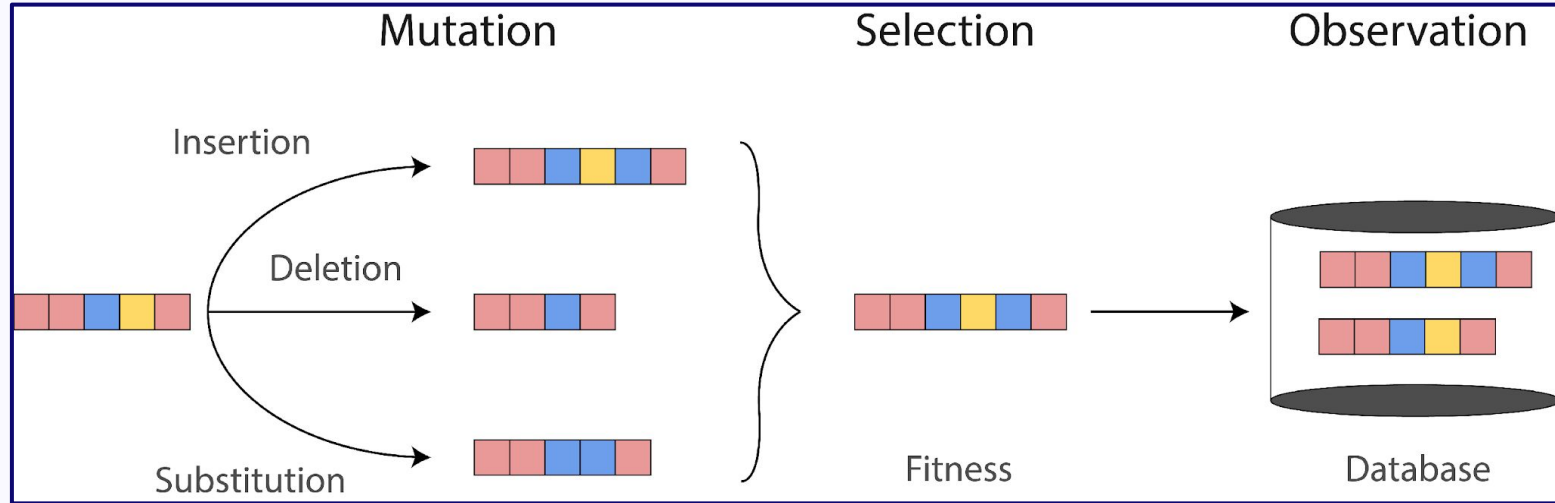 Mutation
Selection
Observation
Insertion
Deletion
Substitution
Fitness
Database